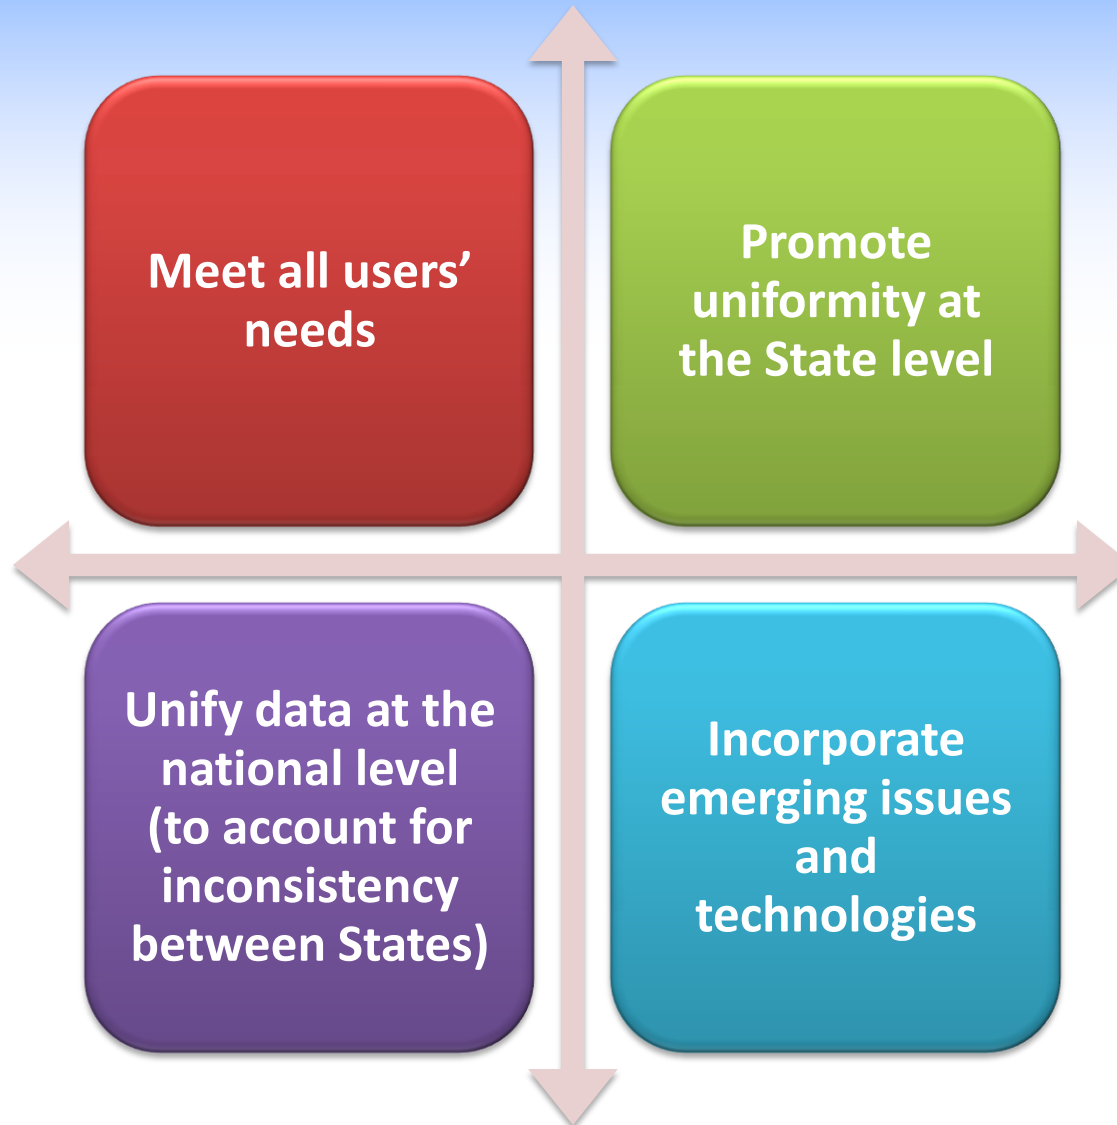 Meet all users’
needs
Promote
uniformity at
the State level
Unify data at the
national level
(to account for
inconsistency
between States)
Incorporate
emerging issues
and
technologies